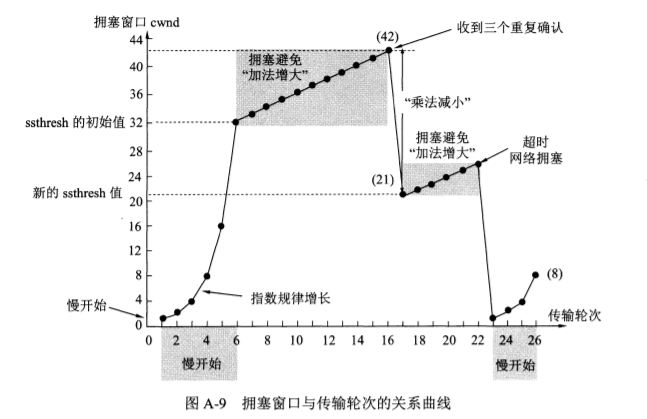 拥塞窗口 cwnd
44
(42)
收到三个重复确认
40
拥塞避免
“加法增大”
36
“乘法减小”
ssthresh 的初始值
32
拥塞避免
“加法增大”
超时
网络拥塞
28
24
新的 ssthresh 值
(21)
20
16
12
8
(8)
指数规律增长
4
慢开始
0
传输轮次
0 2 4 6 8 10 12 14 16 18 20 22 24 26
慢开始
慢开始
图 A-9 拥塞窗口与传输轮次的关系曲线